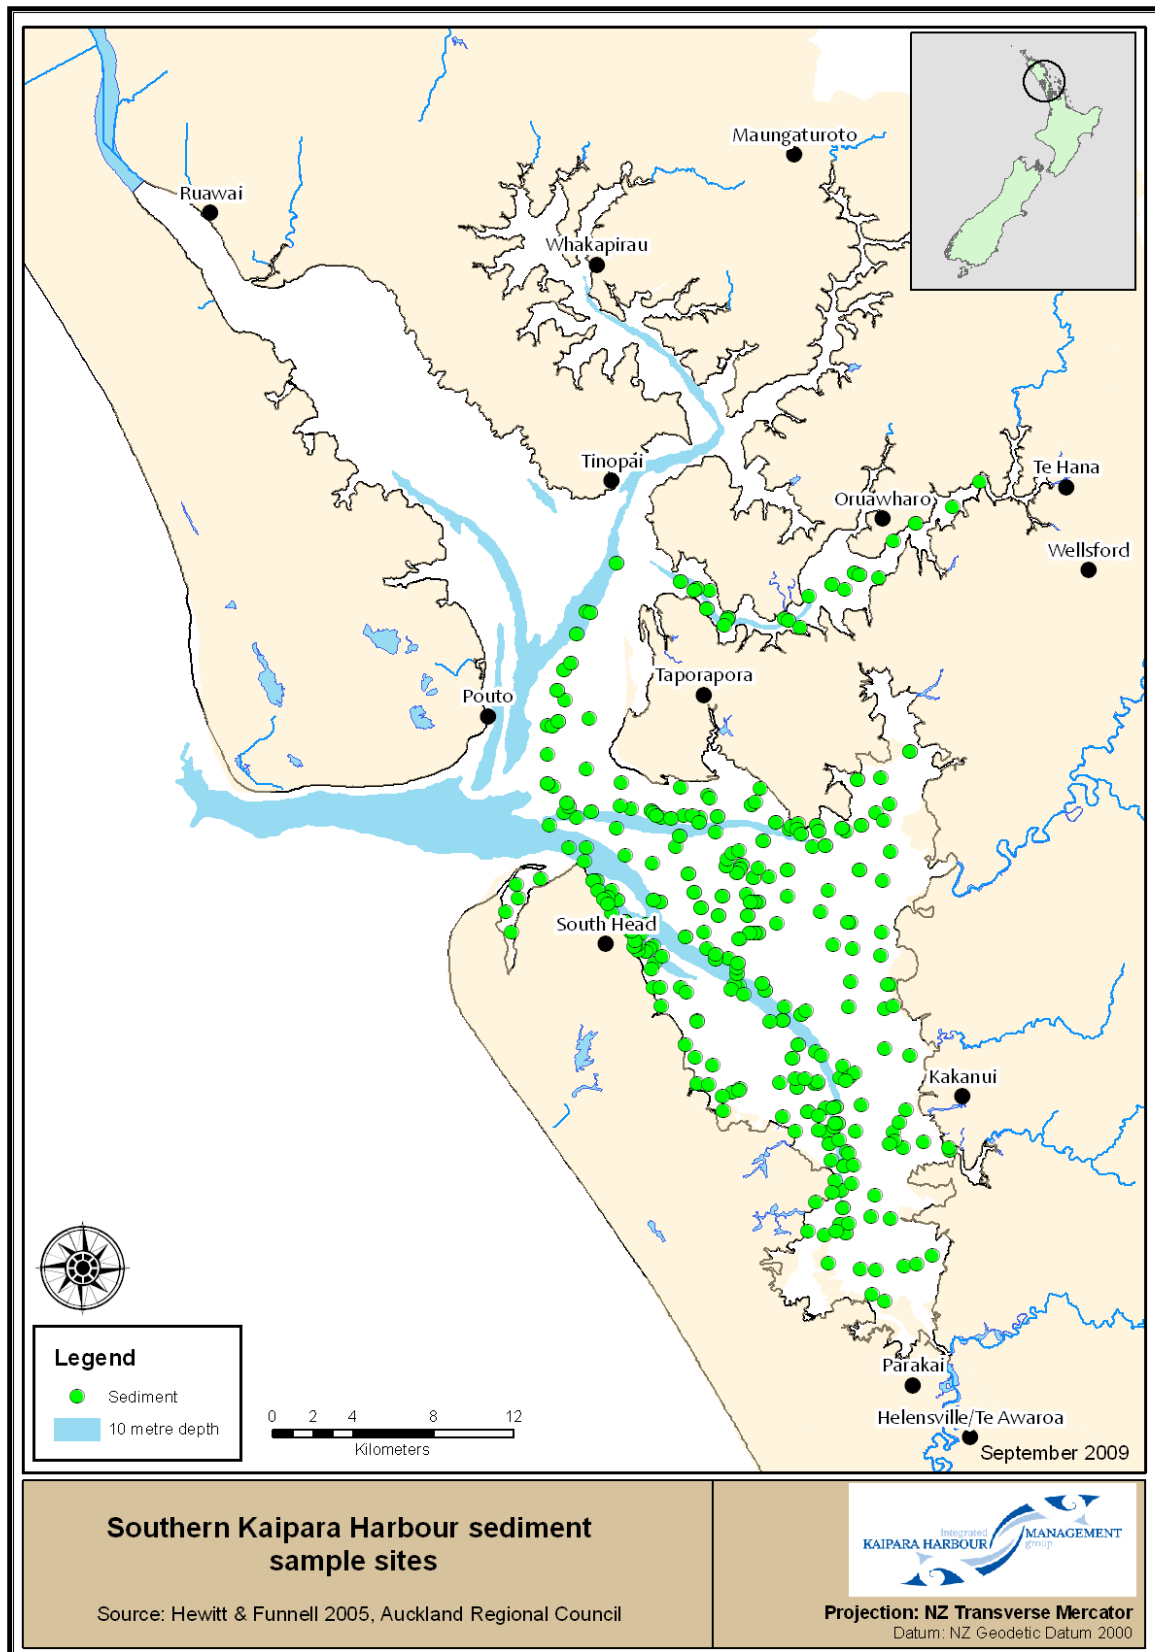 Maungaturoto
Ruawai
Whakapirau
Tinopai
Te Hana
Oruawharo
Wellsford
Taporapora
Pouto
South Head
Kakanui
Parakai
Helensville/Te Awaroa
September 2009
Legend
Sediment
10 metre depth
0 2 4 8 12
Kilometers
Southern Kaipara Harbour sediment
sample sites
Source: Hewitt & Funnell 2005, Auckland Regional Council
Integrated
KAIPARA HARBOUR MANAGEMENT
group
Projection: NZ Transverse Mercator
Datum: NZ Geodetic Datum 2000